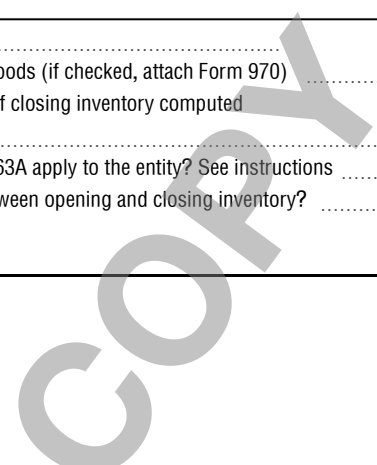 oods (if checked, attach Form 970)
f closing inventory computed
63A apply to the entity? See instructions
ween opening and closing inventory?
COPY